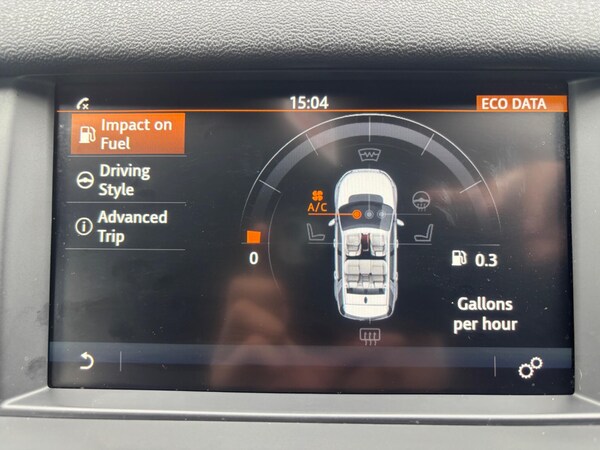 15:04
ECO DATA
Impact on
Fuel
Driving
Style
Advanced
Trip
A/C
0
0.3
Gallons
per hour